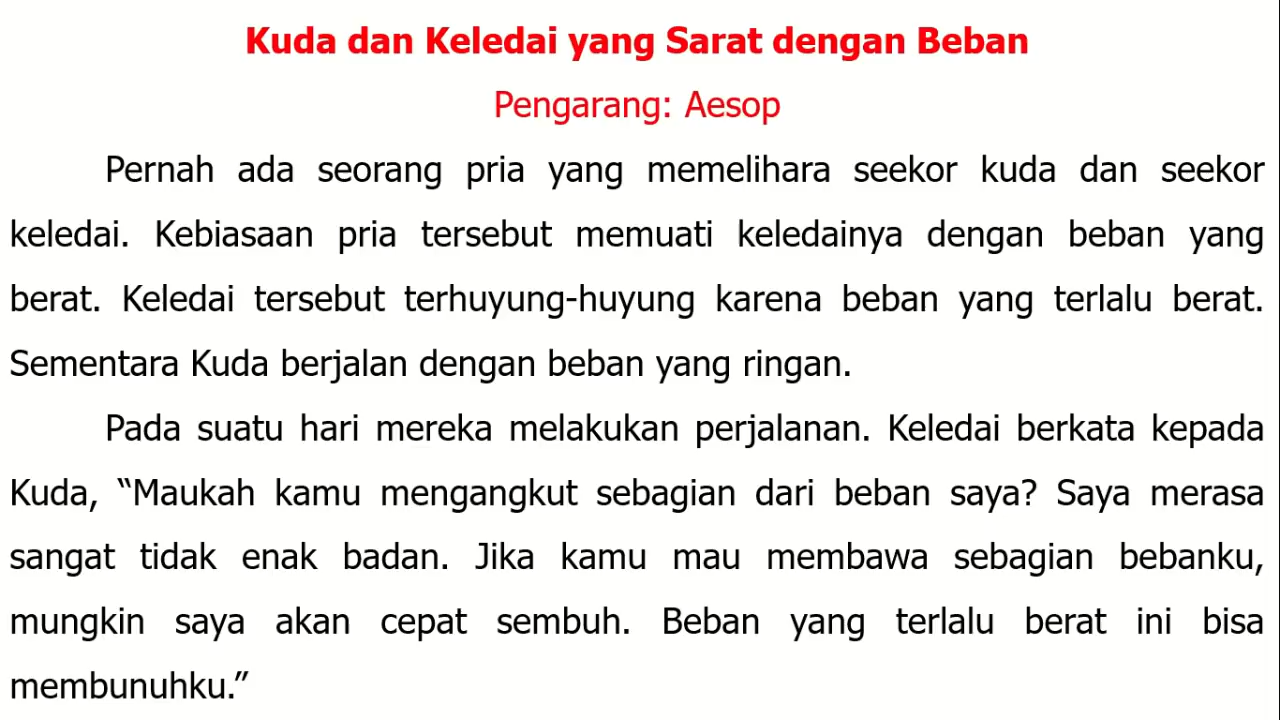 Kuda dan Keledai yang Sarat dengan Beban
Pengarang: Aesop
Pernah ada seorang pria yang memelihara seekor kuda dan seekor
keledai. Kebiasaan pria tersebut memuati keledainya dengan beban yang
berat. Keledai tersebut terhuyung-huyung karena beban yang terlalu berat.
Sementara Kuda berjalan dengan beban yang ringan.
Pada suatu hari mereka melakukan perjalanan. Keledai berkata kepada
Kuda, “Maukah kamu mengangkut sebagian dari beban saya? Saya merasa
sangat tidak enak badan. Jika kamu mau membawa sebagian bebanku,
mungkin saya akan cepat sembuh. Beban yang terlalu berat ini bisa
membunuhku.”